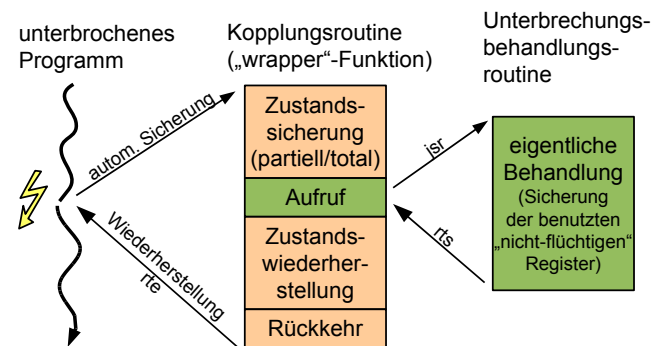 unterbrochenes
Programm
Kopplungsroutine
(„wrapper“-Funktion)
Unterbrechungs-
behandlungs-
routine
autom. Sicherung
Zustands-
sicherung
(partiell/total)
Aufruf
Zustands-
wiederher-
stellung
Rückkehr
Wiederherstellung
rte
jsr
rts
eigentliche
Behandlung
(Sicherung
der benutzten
„nicht-flüchtigen“
Register)